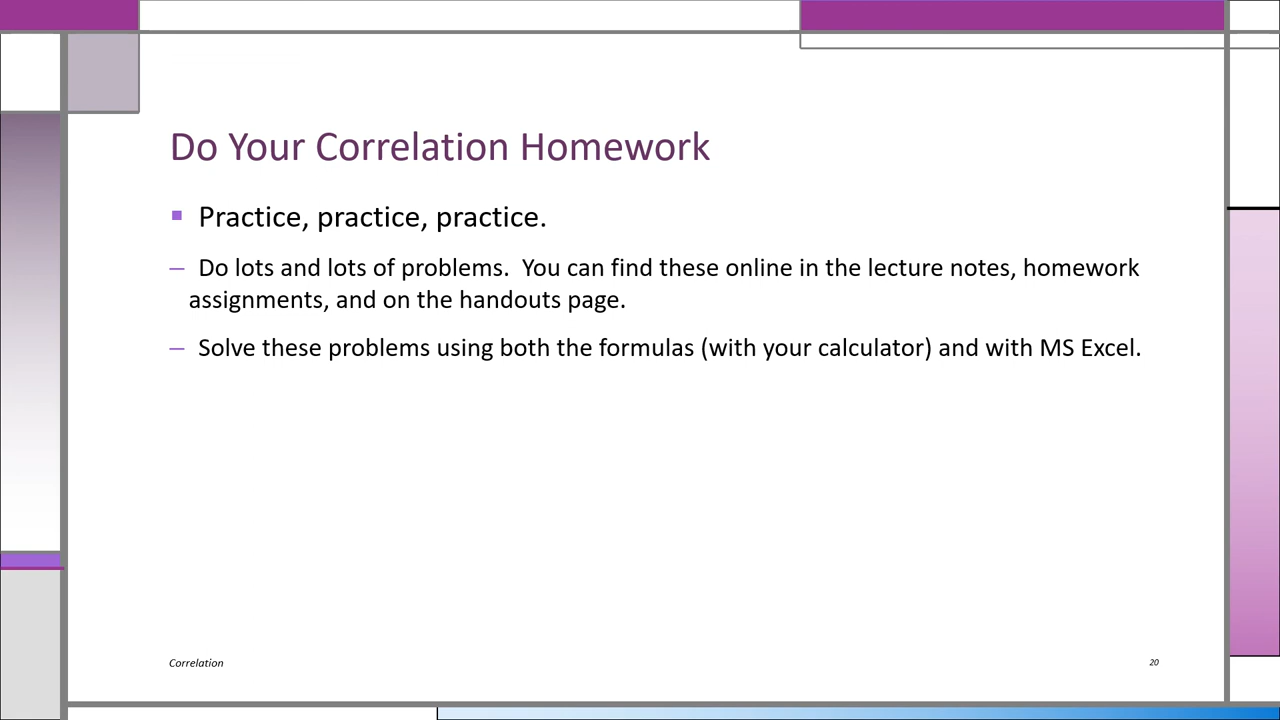 Do Your Correlation Homework
▪ Practice, practice, practice.
– Do lots and lots of problems.  You can find these online in the lecture notes, homework
assignments, and on the handouts page.
– Solve these problems using both the formulas (with your calculator) and with MS Excel.
Correlation
20